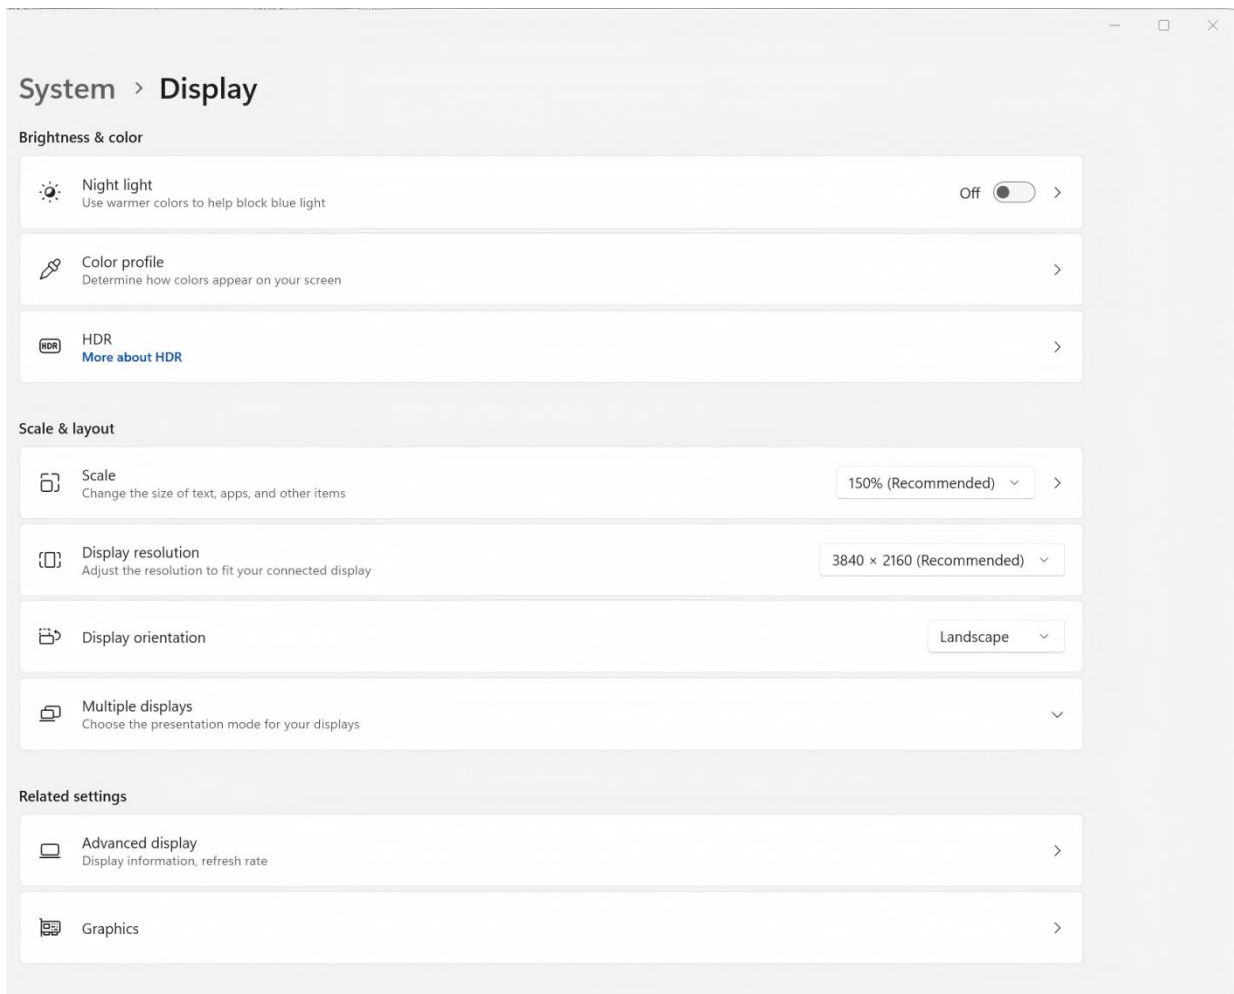 System > Display
Brightness & color
Night light
Use warmer colors to help block blue light
Off
Color profile
Determine how colors appear on your screen
HDR
HDR
More about HDR
Scale & layout
Scale
Change the size of text, apps, and other items
150% (Recommended)
Display resolution
Adjust the resolution to fit your connected display
3840 × 2160 (Recommended)
Display orientation
Landscape
Multiple displays
Choose the presentation mode for your displays
Related settings
Advanced display
Display information, refresh rate
Graphics